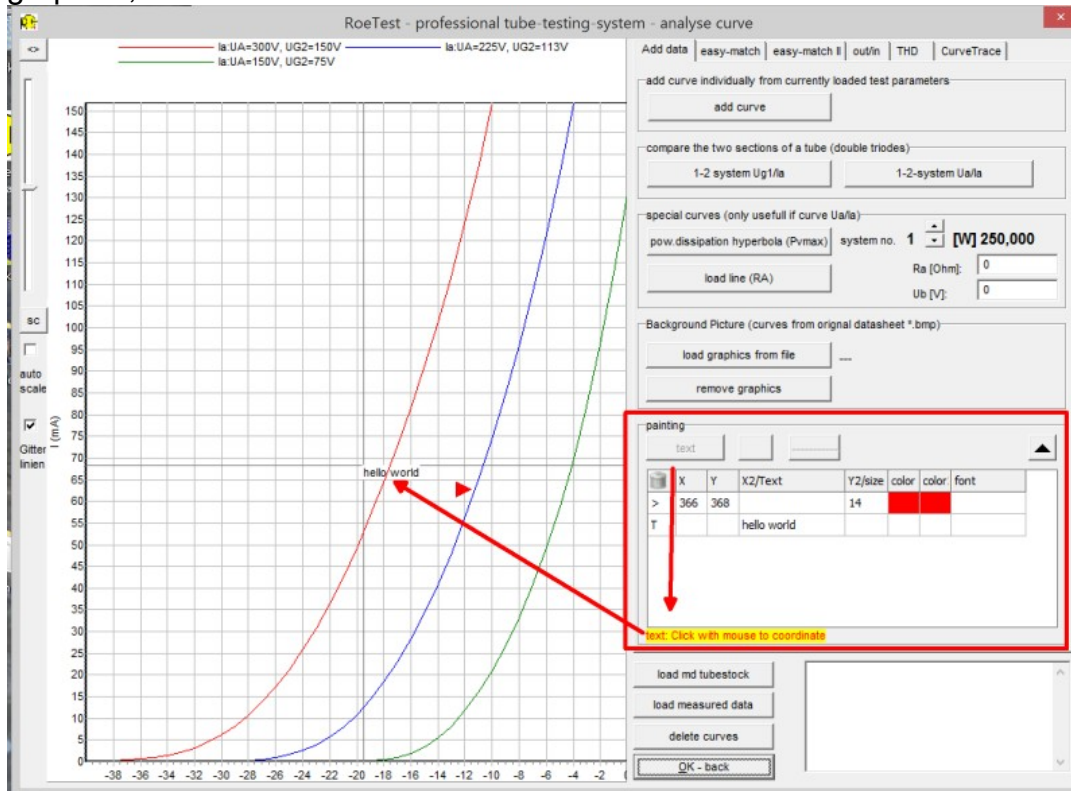 RoeTest - professional tube-testing-system - analyse curve
<>
Ia:UA=300V, UG2=150V
Ia:UA=225V, UG2=113V
Ia:UA=150V, UG2=75V
Add data
easy-match
easy-match II
out/in
THD
CurveTrace
add curve individually from currently loaded test parameters
add curve
compare the two sections of a tube (double triodes)
1-2 system Ug1/Ia
1-2-system Ua/Ia
special curves (only usefull if curve Ua/Ia)
pow.dissipation hyperbola (Pvmax)
system no. 1
[W] 250,000
load line (RA)
Ra [Ohm]: 0
Ub [V]: 0
Background Picture (curves from orignal datasheet *.bmp)
load graphics from file
---
remove graphics
painting
text
X Y X2/Text Y2/size color color. font
> 366 368 14
T hello world
text: Click with mouse to coordinate
load md tubestock
load measured data
delete curves
OK - back
sc
auto
scale
Gitter
linien
I (mA)
150
145
140
135
130
125
120
115
110
105
100
95
90
85
80
75
70
65
60
55
50
45
40
35
30
25
20
15
10
5
0
hello world
-38 -36 -34 -32 -30 -28 -26 -24 -22 -20 -18 -16 -14 -12 -10 -8 -6 -4 -2